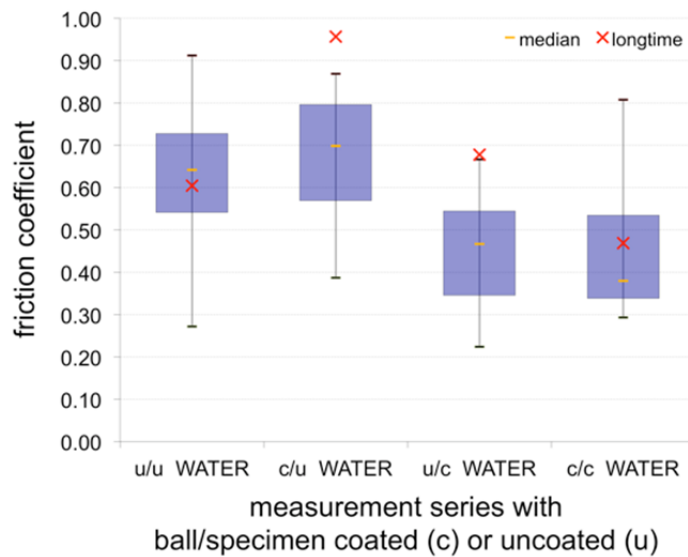 1.00
0.90
0.80
0.70
0.60
0.50
0.40
0.30
0.20
0.10
0.00
friction coefficient
median longtime
u/u WATER c/u WATER u/c WATER c/c WATER
measurement series with
ball/specimen coated (c) or uncoated (u)